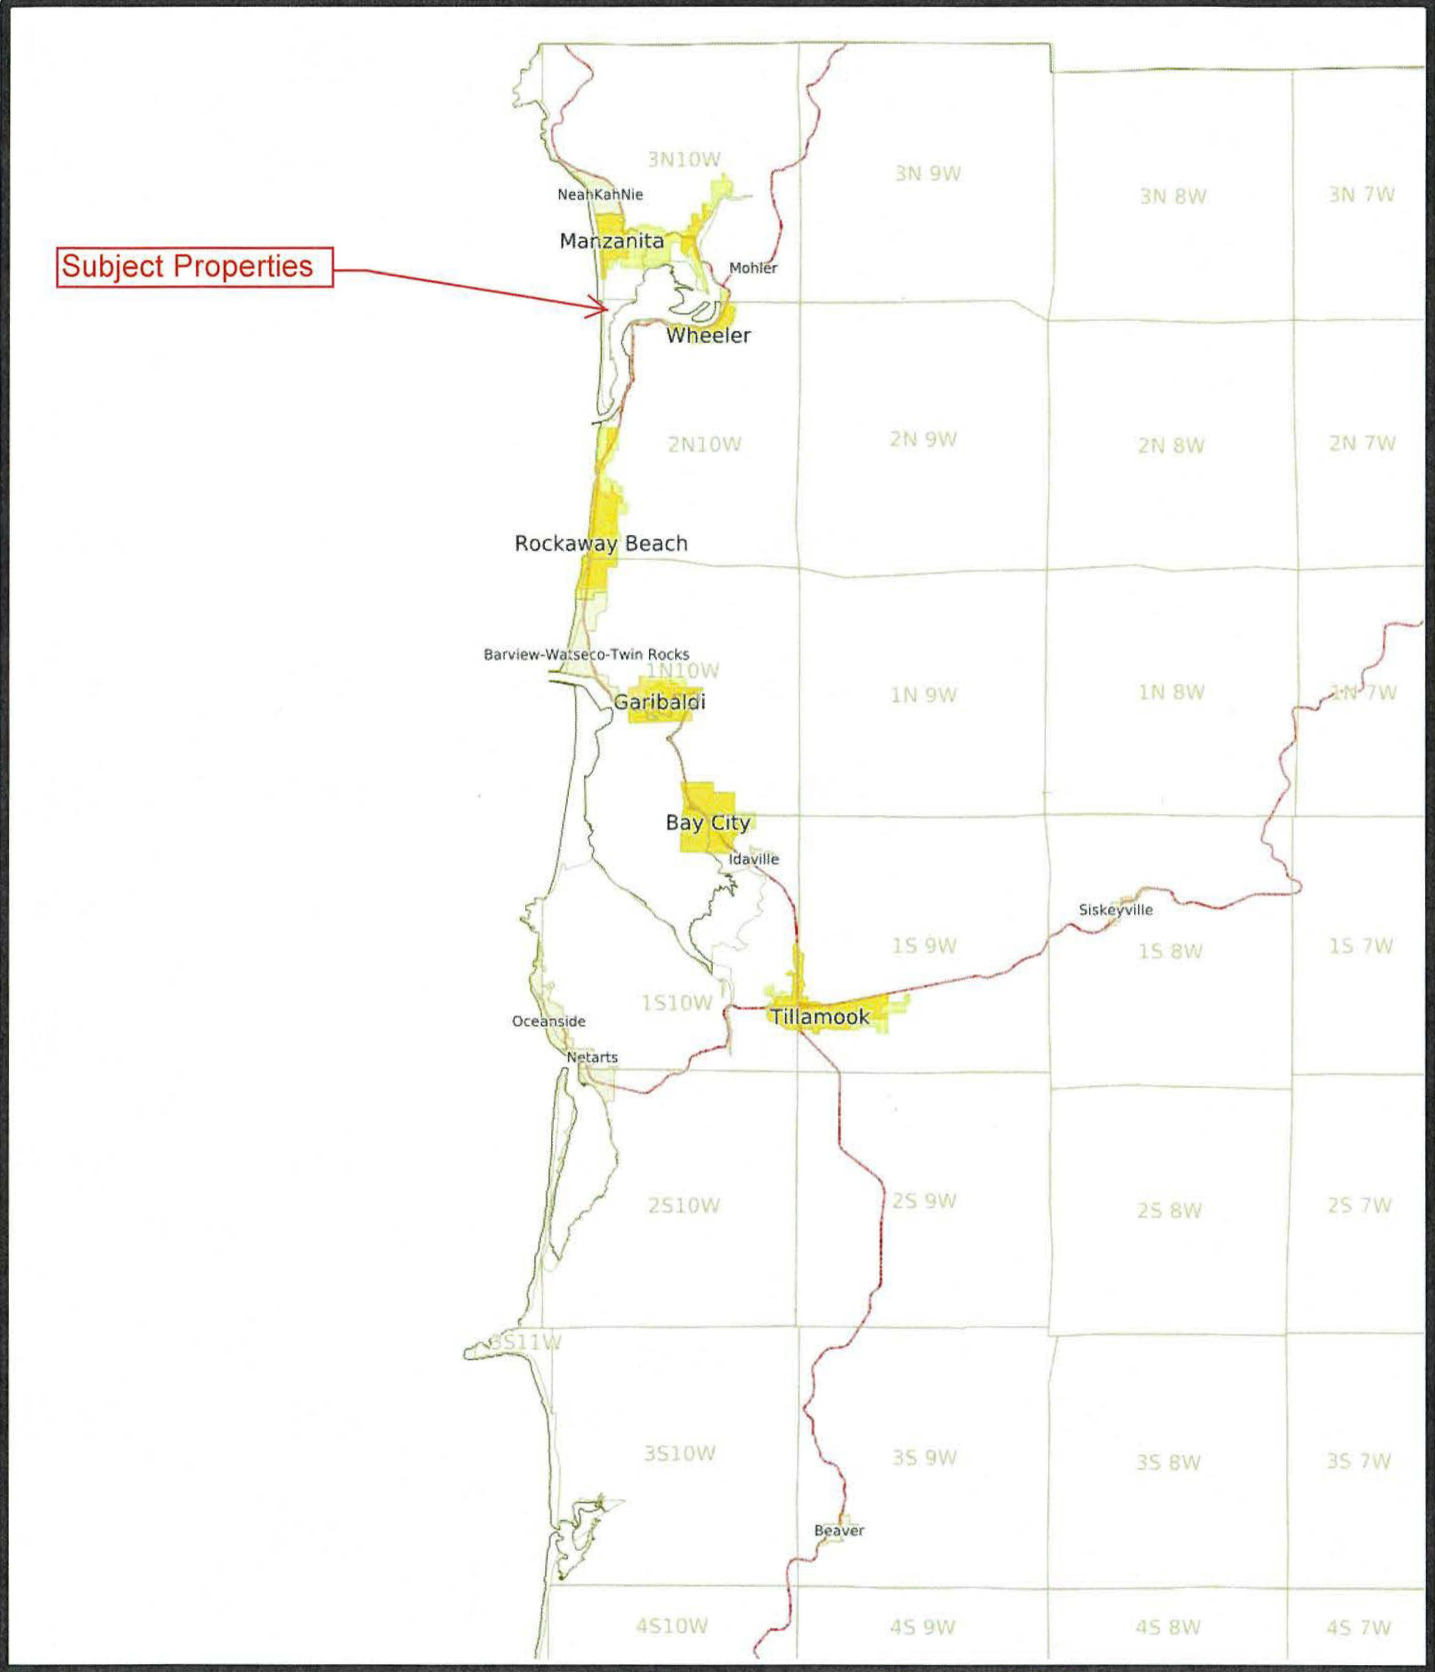 3N10W
3N 9W
3N 8W
3N 7W
NeahKahNie
Manzanita
Subject Properties
Mohler
Wheeler
2N10W
2N 9W
2N 8W
2N 7W
Rockaway Beach
Barview-Watseco-Twin Rocks
1N10W
1N 9W
1N 8W
1N 7W
Garibaldi
Bay City
Idaville
Siskeyville
1S 9W
1S 8W
1S 7W
1S10W
Tillamook
Oceanside
Netarts
2S10W
2S 9W
2S 8W
2S 7W
3S11W
3S10W
3S 9W
3S 8W
3S 7W
Beaver
4S10W
4S 9W
4S 8W
4S 7W